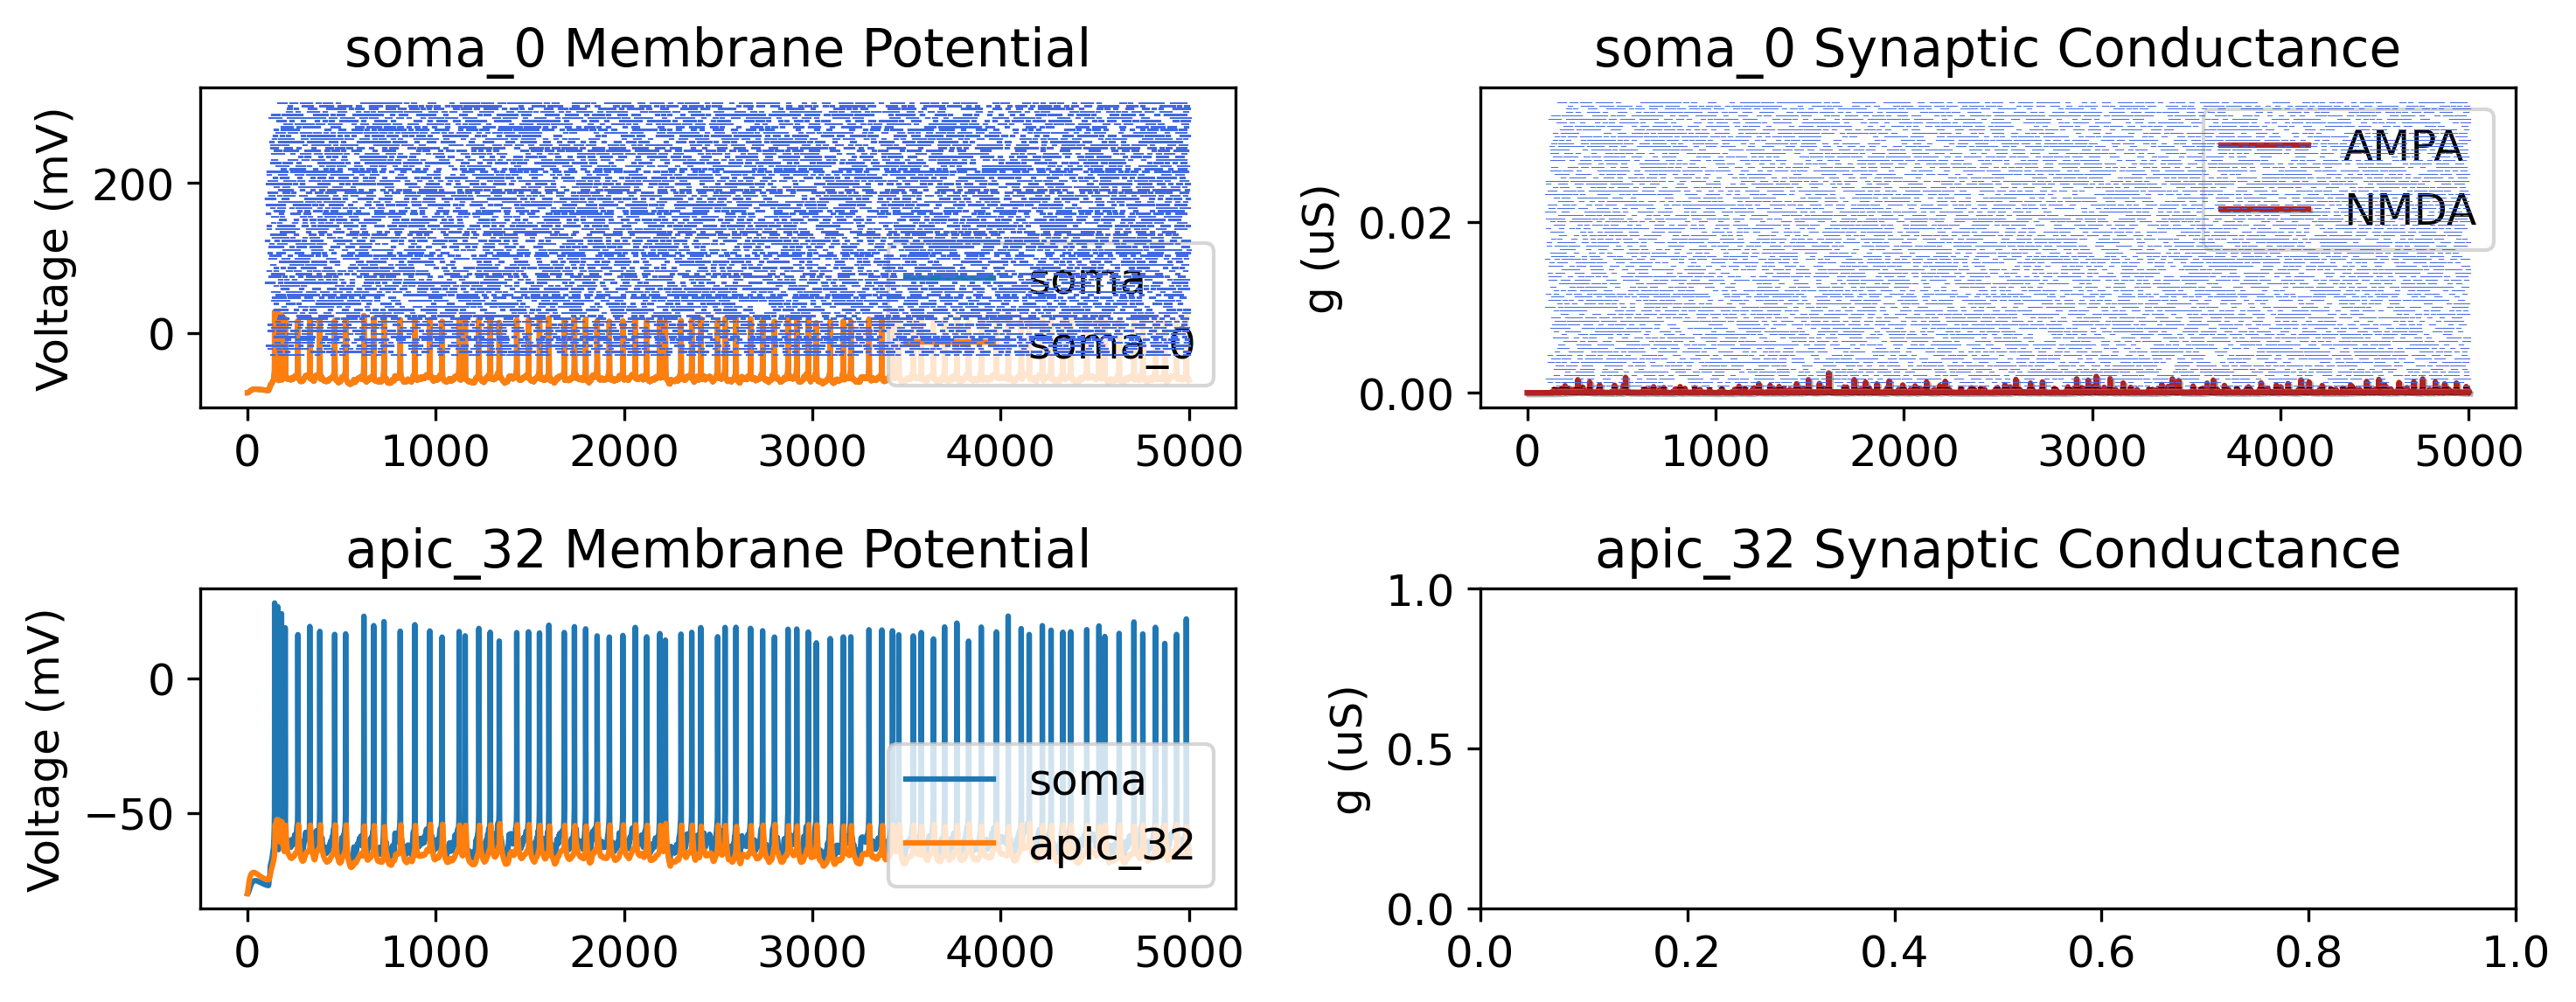 soma_0 Membrane Potential
Voltage (mV)
200
0
soma
soma_0
0 1000 2000 3000 4000 5000
soma_0 Synaptic Conductance
g (uS)
0.02
0.00
AMPA
NMDA
0 1000 2000 3000 4000 5000
apic_32 Membrane Potential
Voltage (mV)
0
−50
soma
apic_32
0 1000 2000 3000 4000 5000
apic_32 Synaptic Conductance
g (uS)
1.0
0.5
0.0
0.0 0.2 0.4 0.6 0.8 1.0